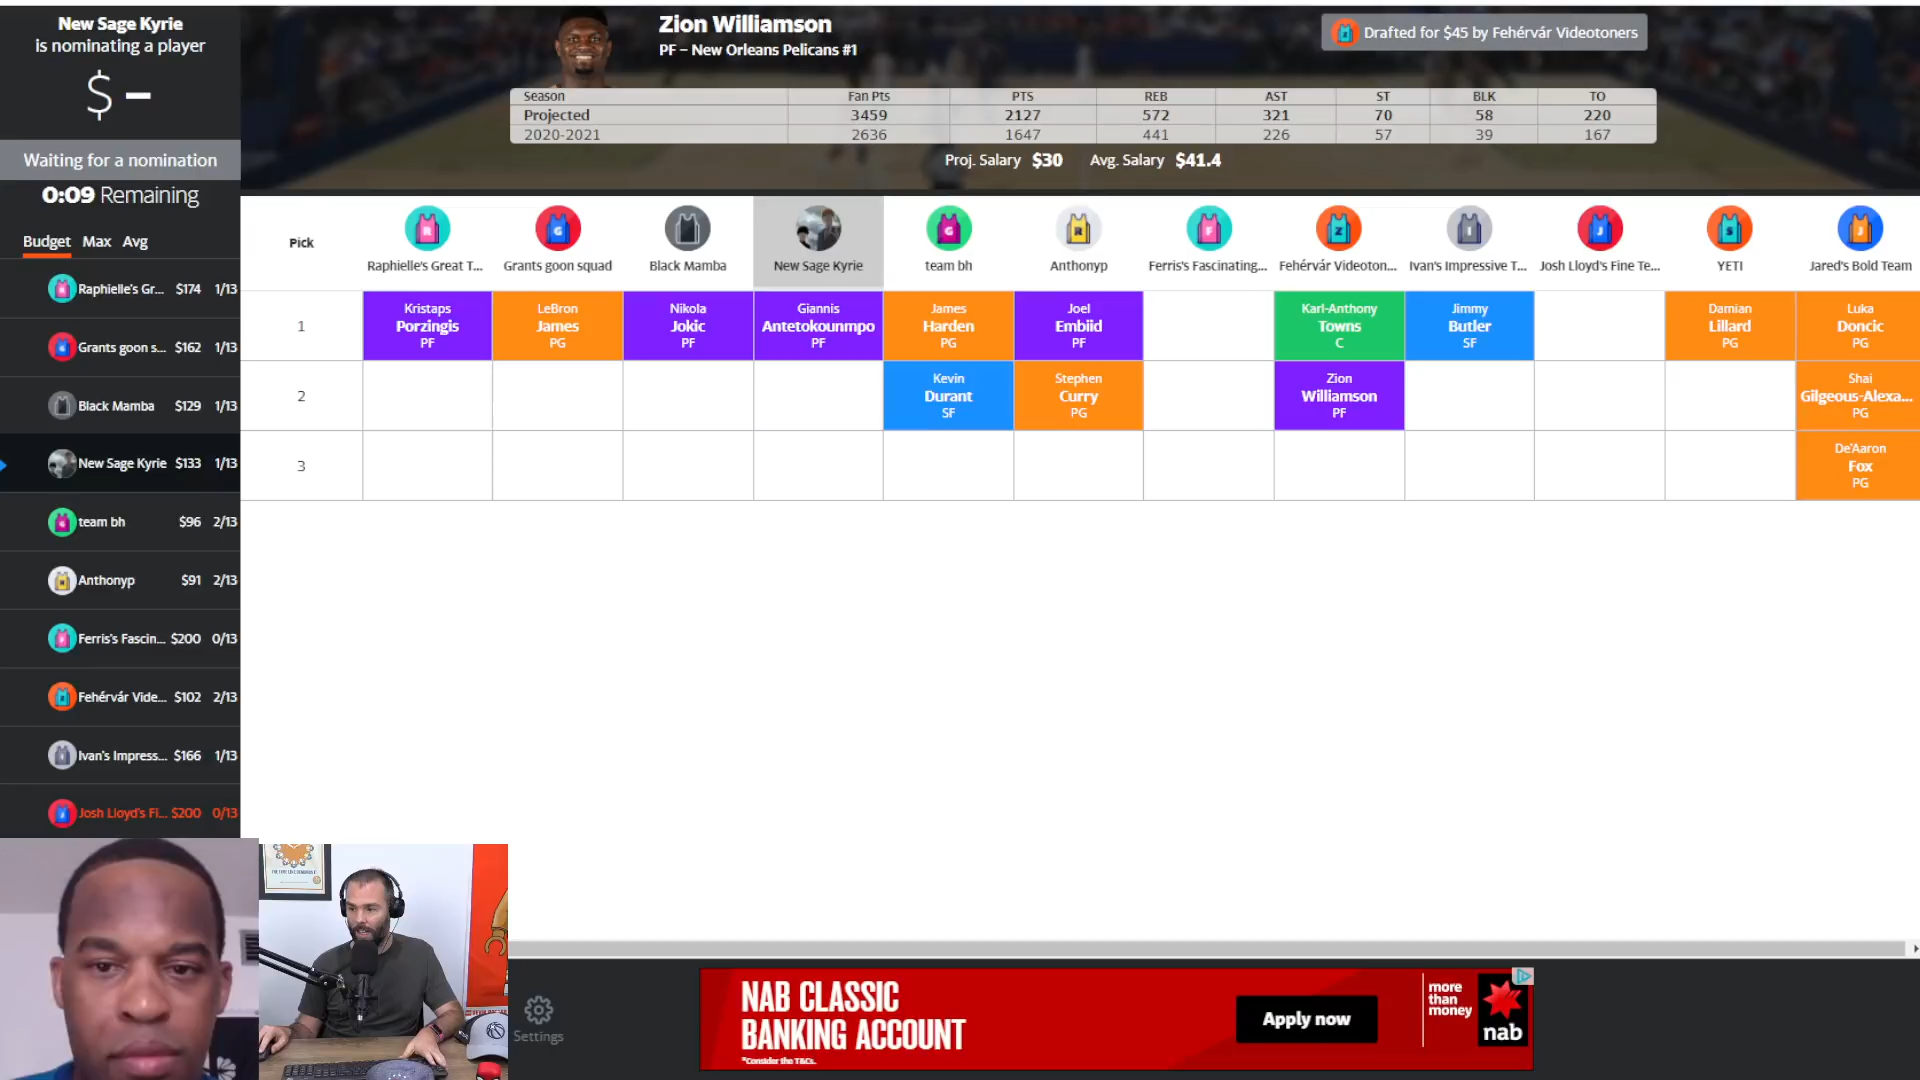 New Sage Kyrie
is nominating a player
$ –
Waiting for a nomination
0:09 Remaining
Budget Max Avg
Raphielle's Gr... $174 1/13
Grants goon s... $162 1/13
Black Mamba $129 1/13
New Sage Kyrie $133 1/13
team bh $96 2/13
Anthonyp $91 2/13
Ferris's Fascin... $200 0/13
Fehérvár Vide... $102 2/13
Ivan's Impress... $166 1/13
Josh Lloyd's Fi... $200 0/13
Zion Williamson
PF – New Orleans Pelicans #1
Drafted for $45 by Fehérvár Videotoners
Season Fan Pts PTS REB AST ST BLK TO
Projected 3459 2127 572 321 70 58 220
2020-2021 2636 1647 441 226 57 39 167
Proj. Salary $30 Avg. Salary $41.4
Pick
R G G R F Z I J S J
Raphielle's Great T... Grants goon squad Black Mamba New Sage Kyrie team bh Anthonyp Ferris's Fascinating... Fehérvár Videoton... Ivan's Impressive T... Josh Lloyd's Fine Te... YETI Jared's Bold Team
1
Kristaps LeBron Nikola Giannis James Joel Karl-Anthony Jimmy Damian Luka
Porzingis James Jokic Antetokounmpo Harden Embiid Towns Butler Lillard Doncic
PF PG PF PF PG PF C SF PG PG
2
Kevin Stephen Zion Shai
Durant Curry Williamson Gilgeous-Alexa...
SF PG PF PG
3
De'Aaron
Fox
PG
Settings
NAB CLASSIC
BANKING ACCOUNT
*Consider the T&Cs.
Apply now
more
than
money
nab